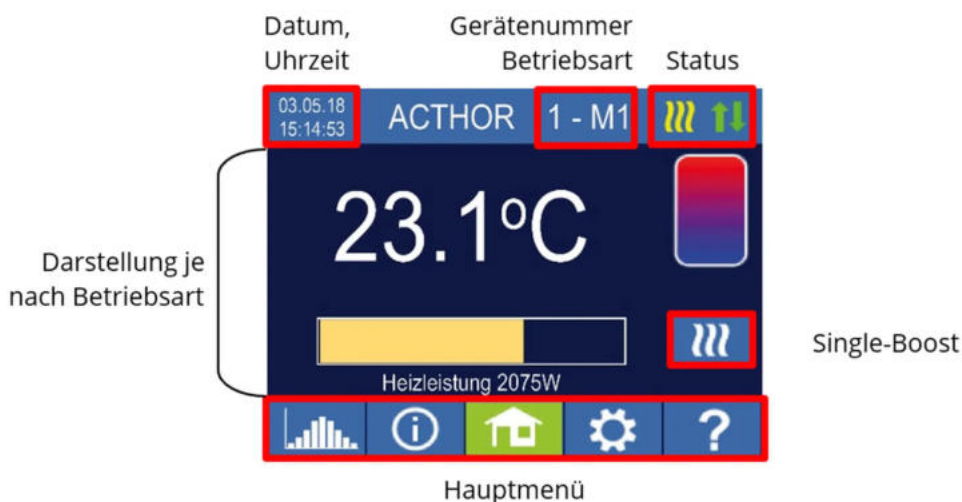 Datum,
Uhrzeit
Gerätenummer
Betriebsart
Status
03.05.18
15:14:53
ACTHOR
1 - M1
23.1°C
Darstellung je
nach Betriebsart
Single-Boost
Heizleistung 2075W
i
?
Hauptmenü